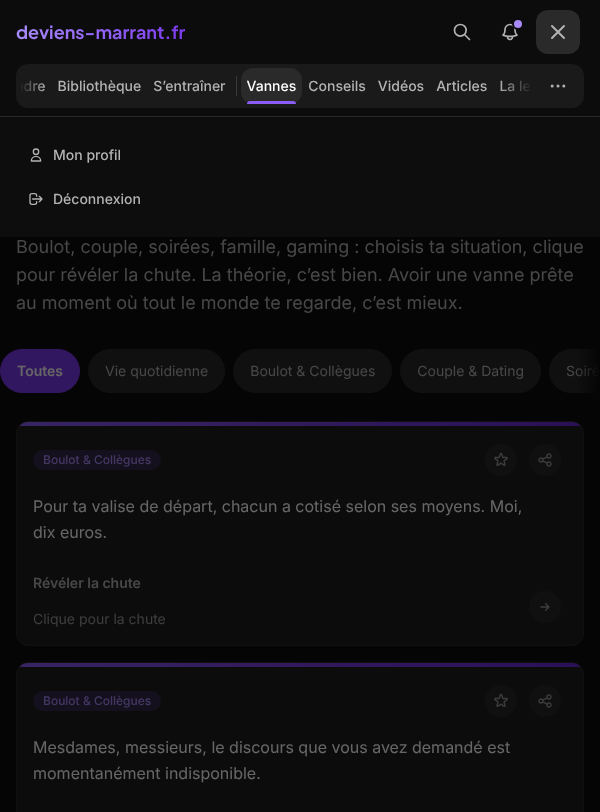 deviens-marrant.fr
dre Bibliothèque S'entraîner Vannes Conseils Vidéos Articles La le
Mon profil
Déconnexion
Boulot, couple, soirées, famille, gaming : choisis ta situation, clique
pour révéler la chute. La théorie, c'est bien. Avoir une vanne prête
au moment où tout le monde te regarde, c'est mieux.
Toutes Vie quotidienne Boulot & Collègues Couple & Dating Soiré
Boulot & Collègues
Pour ta valise de départ, chacun a cotisé selon ses moyens. Moi,
dix euros.
Révéler la chute
Clique pour la chute
Boulot & Collègues
Mesdames, messieurs, le discours que vous avez demandé est
momentanément indisponible.